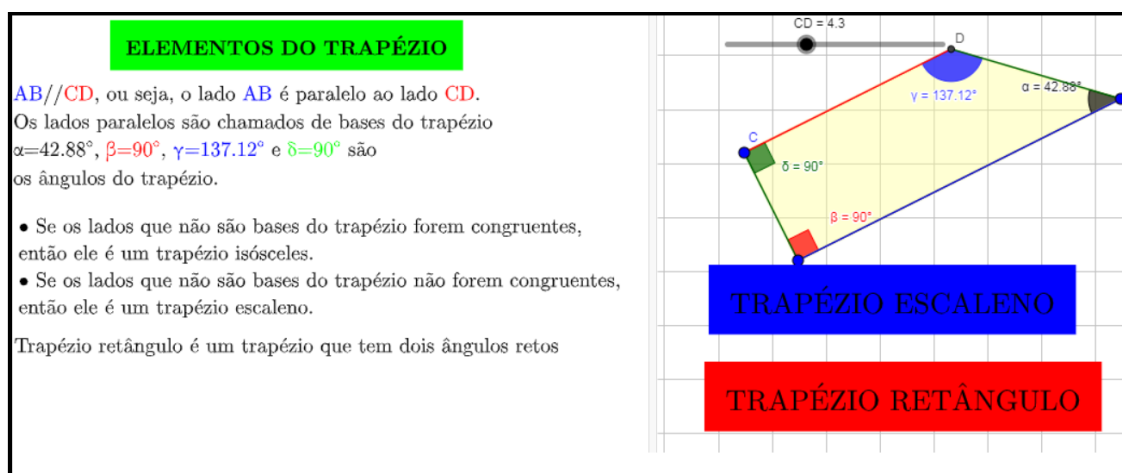 ELEMENTOS DO TRAPÉZIO
AB//CD, ou seja, o lado AB é paralelo ao lado CD.
Os lados paralelos são chamados de bases do trapézio
α=42.88°, β=90°, γ=137.12° e δ=90° são
os ângulos do trapézio.
• Se os lados que não são bases do trapézio forem congruentes,
então ele é um trapézio isósceles.
• Se os lados que não são bases do trapézio não forem congruentes,
então ele é um trapézio escaleno.
Trapézio retângulo é um trapézio que tem dois ângulos retos
CD = 4.3
D
γ = 137.12°
α = 42.88°
C
δ = 90°
β = 90°
TRAPÉZIO ESCALENO
TRAPÉZIO RETÂNGULO